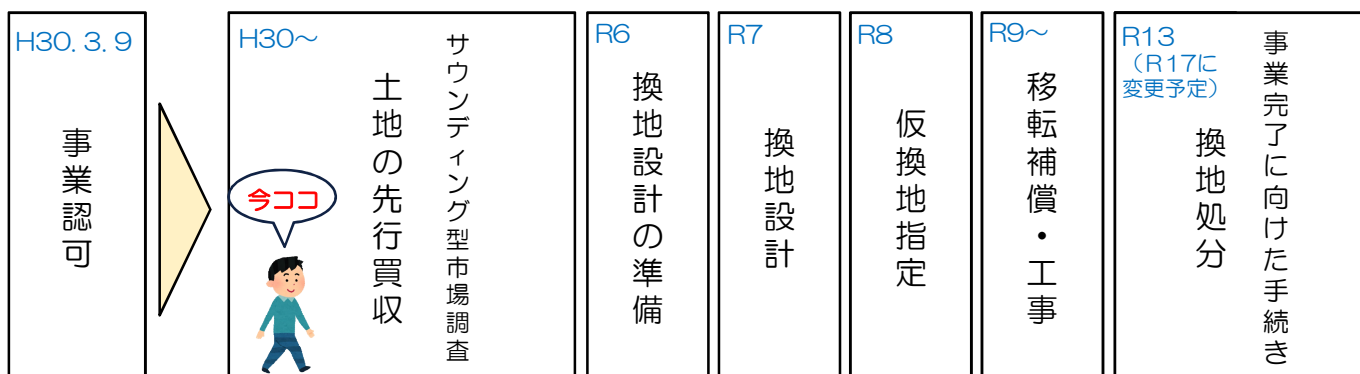 H30.3.9
事業認可
H30~
サウンディング型市場調査
土地の先行買収
今ココ
R6
換地設計の準備
R7
換地設計
R8
仮換地指定
R9~
移転補償・工事
R13
(R17に
変更予定)
事業完了に向けた手続き
換地処分